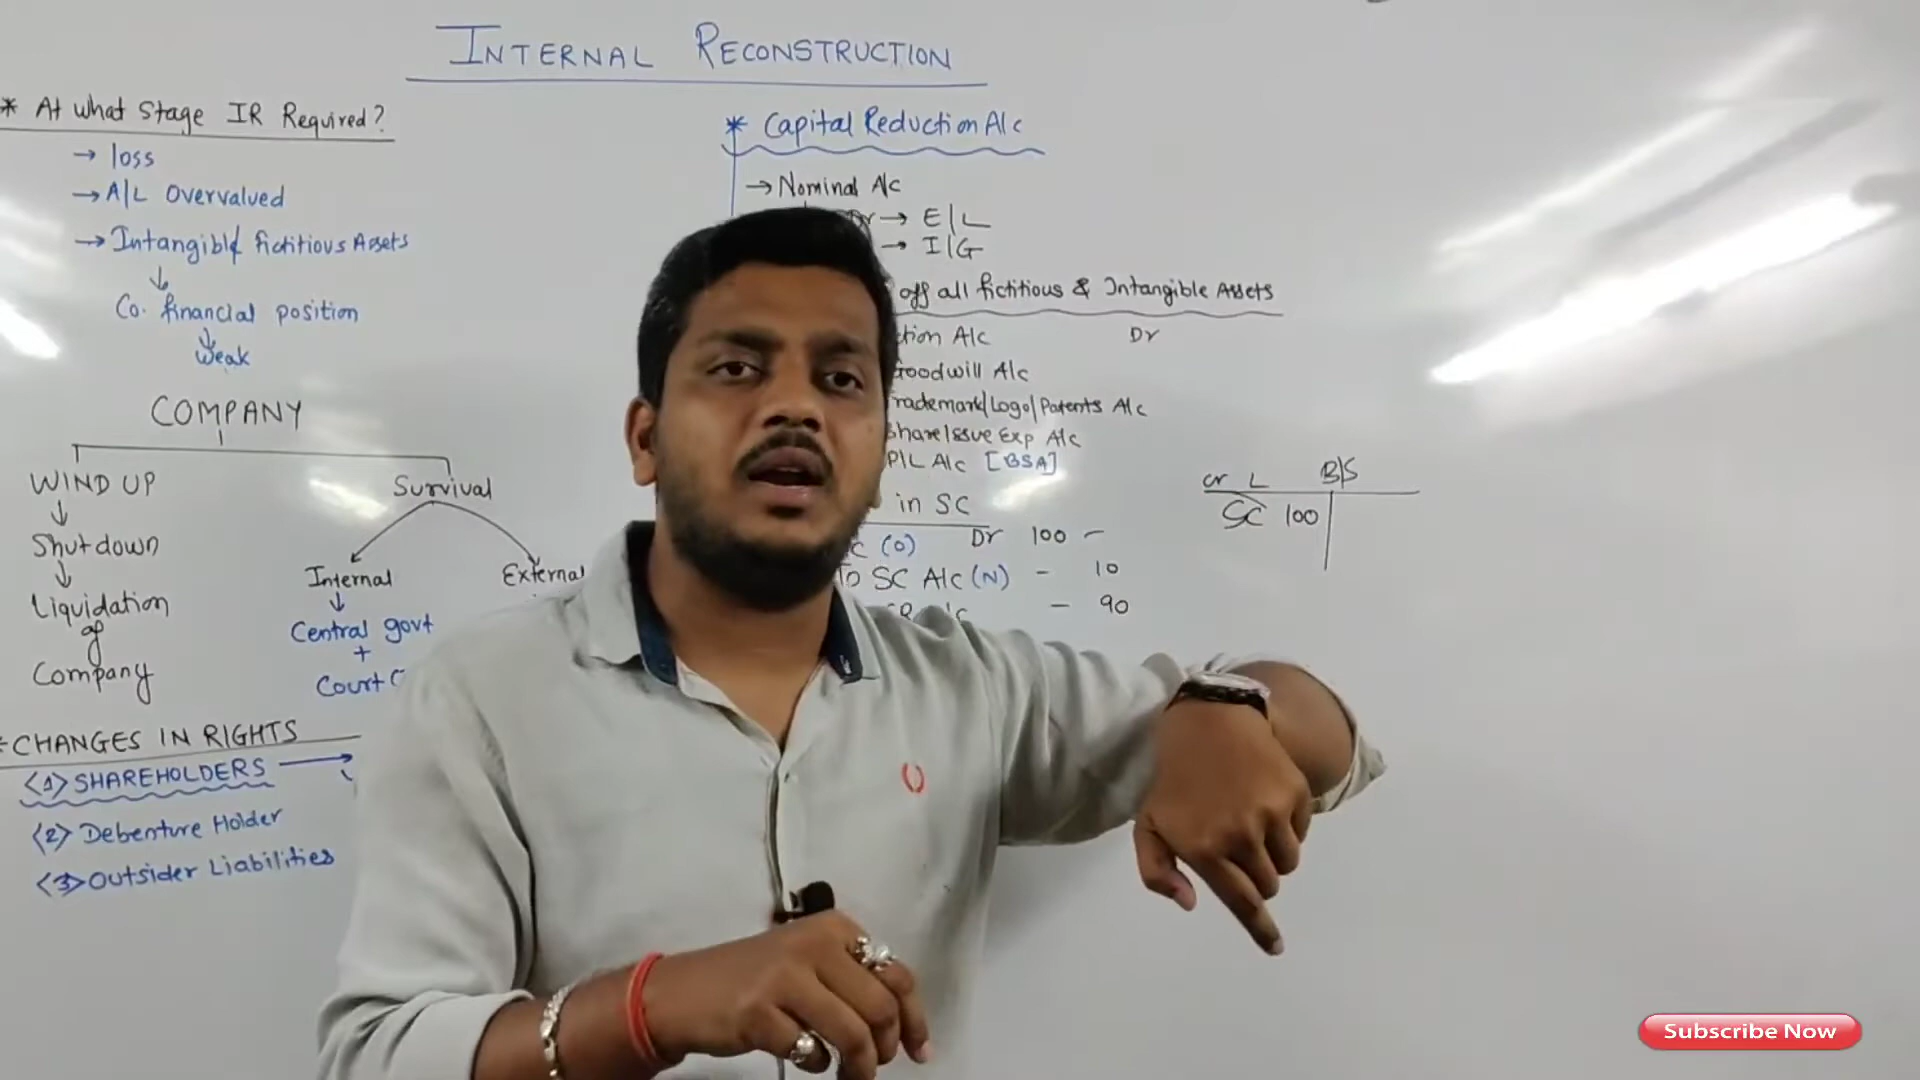 INTERNAL RECONSTRUCTION
* At what Stage IR Required?
→ loss
→ A/L Overvalued
→ Intangible fictitious Assets
↓
Co. financial position
↓
weak
COMPANY
WIND UP
↓
Shutdown
↓
Liquidation
of
Company
Survival
Internal
↓
Central govt
+
Court
External
CHANGES IN RIGHTS
<1> SHAREHOLDERS →
<2> Debenture Holder
<3> Outsider Liabilities
* Capital Reduction A/c
→ Nominal A/c
Dr → E/L
→ I/G
off all fictitious & Intangible Assets
tion A/c Dr
Goodwill A/c
rademark/Logo/Patents A/c
Share Issue Exp A/c
P/L A/c [BSA]
in SC
c (O) Dr 100 -
To SC A/c (N) - 10
- 90
cr L B/S
SC 100
Subscribe Now